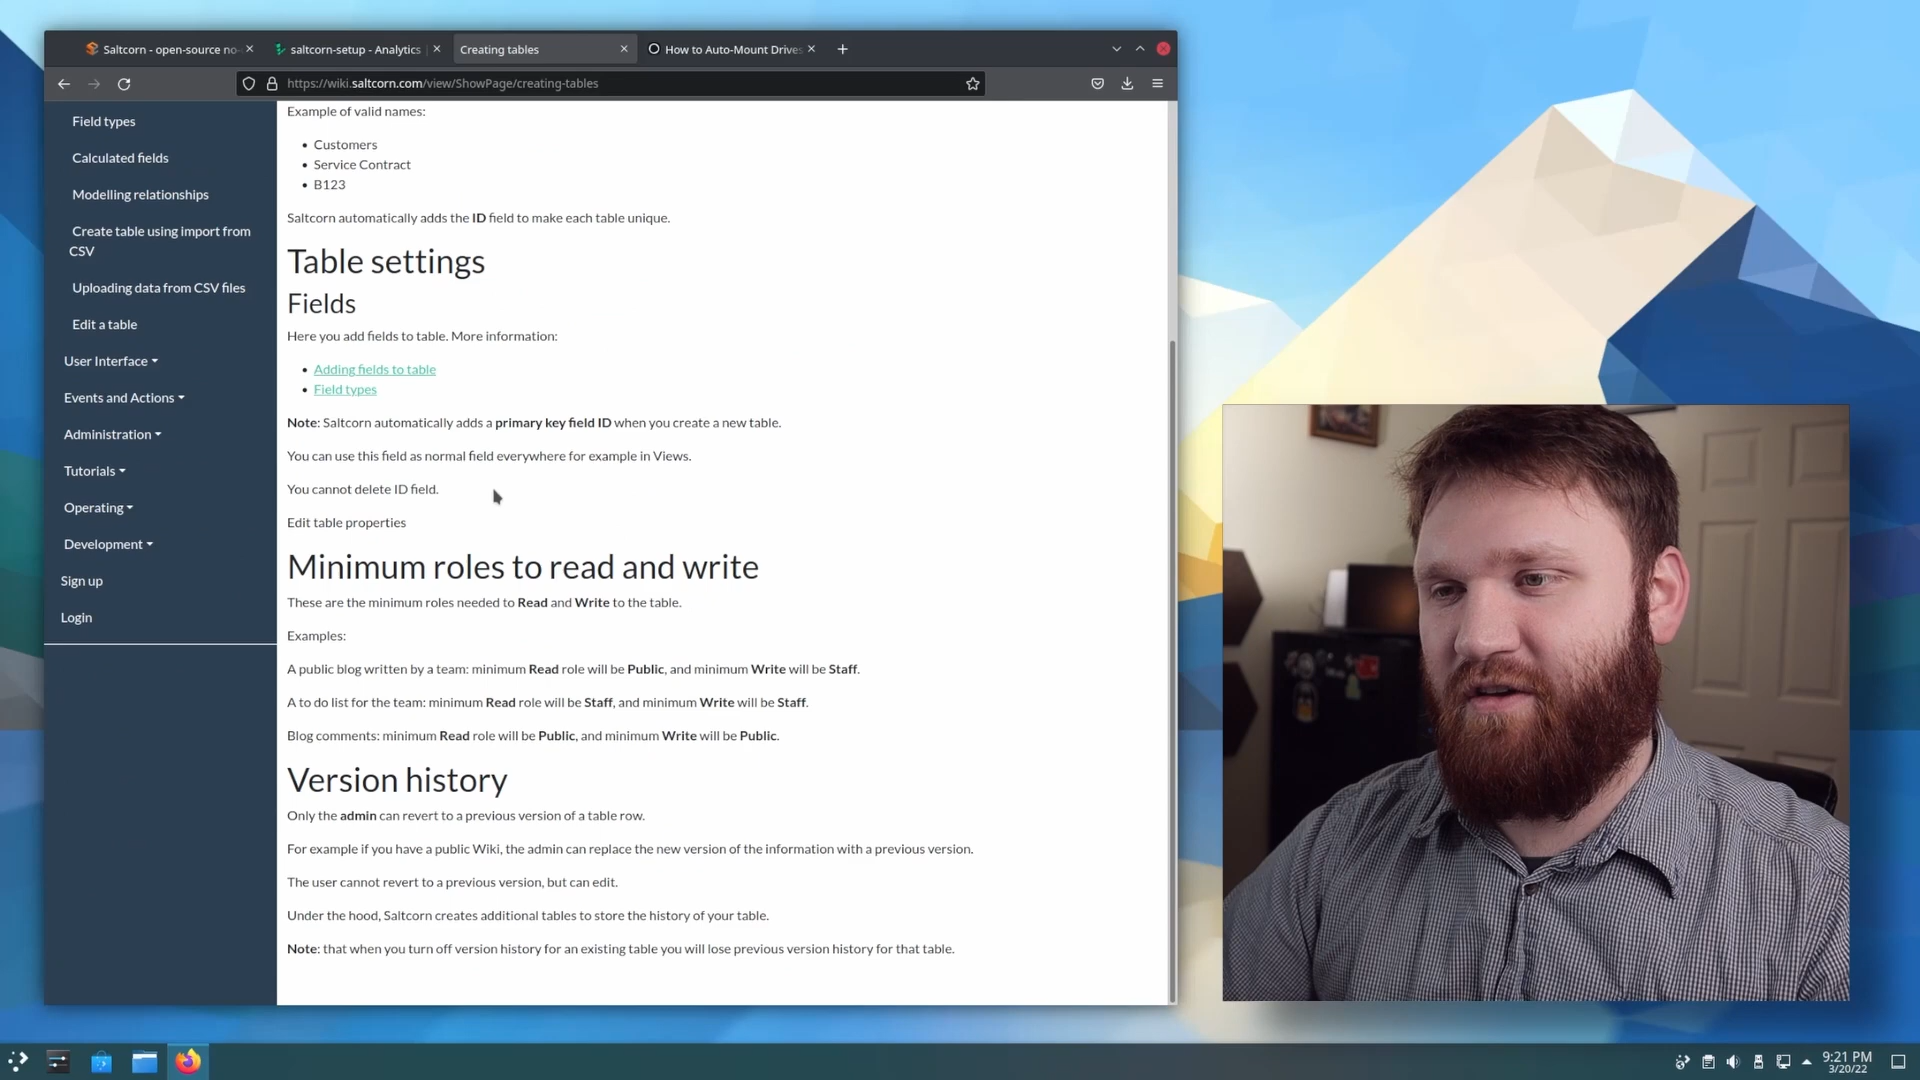 Saltcorn - open-source no-
saltcorn-setup - Analytics
Creating tables
How to Auto-Mount Drives
https://wiki.saltcorn.com/view/ShowPage/creating-tables
Field types
Calculated fields
Modelling relationships
Create table using import from
CSV
Uploading data from CSV files
Edit a table
User Interface
Events and Actions
Administration
Tutorials
Operating
Development
Sign up
Login
Example of valid names:
• Customers
• Service Contract
• B123
Saltcorn automatically adds the ID field to make each table unique.
Table settings
Fields
Here you add fields to table. More information:
• Adding fields to table
• Field types
Note: Saltcorn automatically adds a primary key field ID when you create a new table.
You can use this field as normal field everywhere for example in Views.
You cannot delete ID field.
Edit table properties
Minimum roles to read and write
These are the minimum roles needed to Read and Write to the table.
Examples:
A public blog written by a team: minimum Read role will be Public, and minimum Write will be Staff.
A to do list for the team: minimum Read role will be Staff, and minimum Write will be Staff.
Blog comments: minimum Read role will be Public, and minimum Write will be Public.
Version history
Only the admin can revert to a previous version of a table row.
For example if you have a public Wiki, the admin can replace the new version of the information with a previous version.
The user cannot revert to a previous version, but can edit.
Under the hood, Saltcorn creates additional tables to store the history of your table.
Note: that when you turn off version history for an existing table you will lose previous version history for that table.
9:21 PM
3/20/22